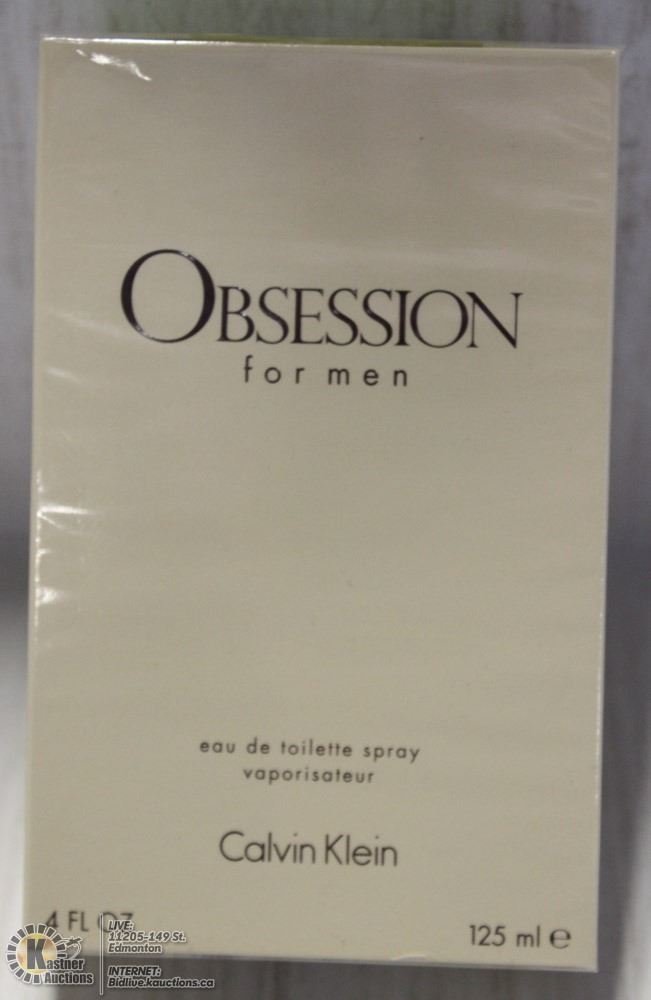 OBSESSION
for men
eau de toilette spray
vaporisateur
Calvin Klein
4 FL OZ
125 ml e
Kastner
Auctions
LIVE:
11205-149 St.
Edmonton
INTERNET:
Bidlive.kauctions.ca